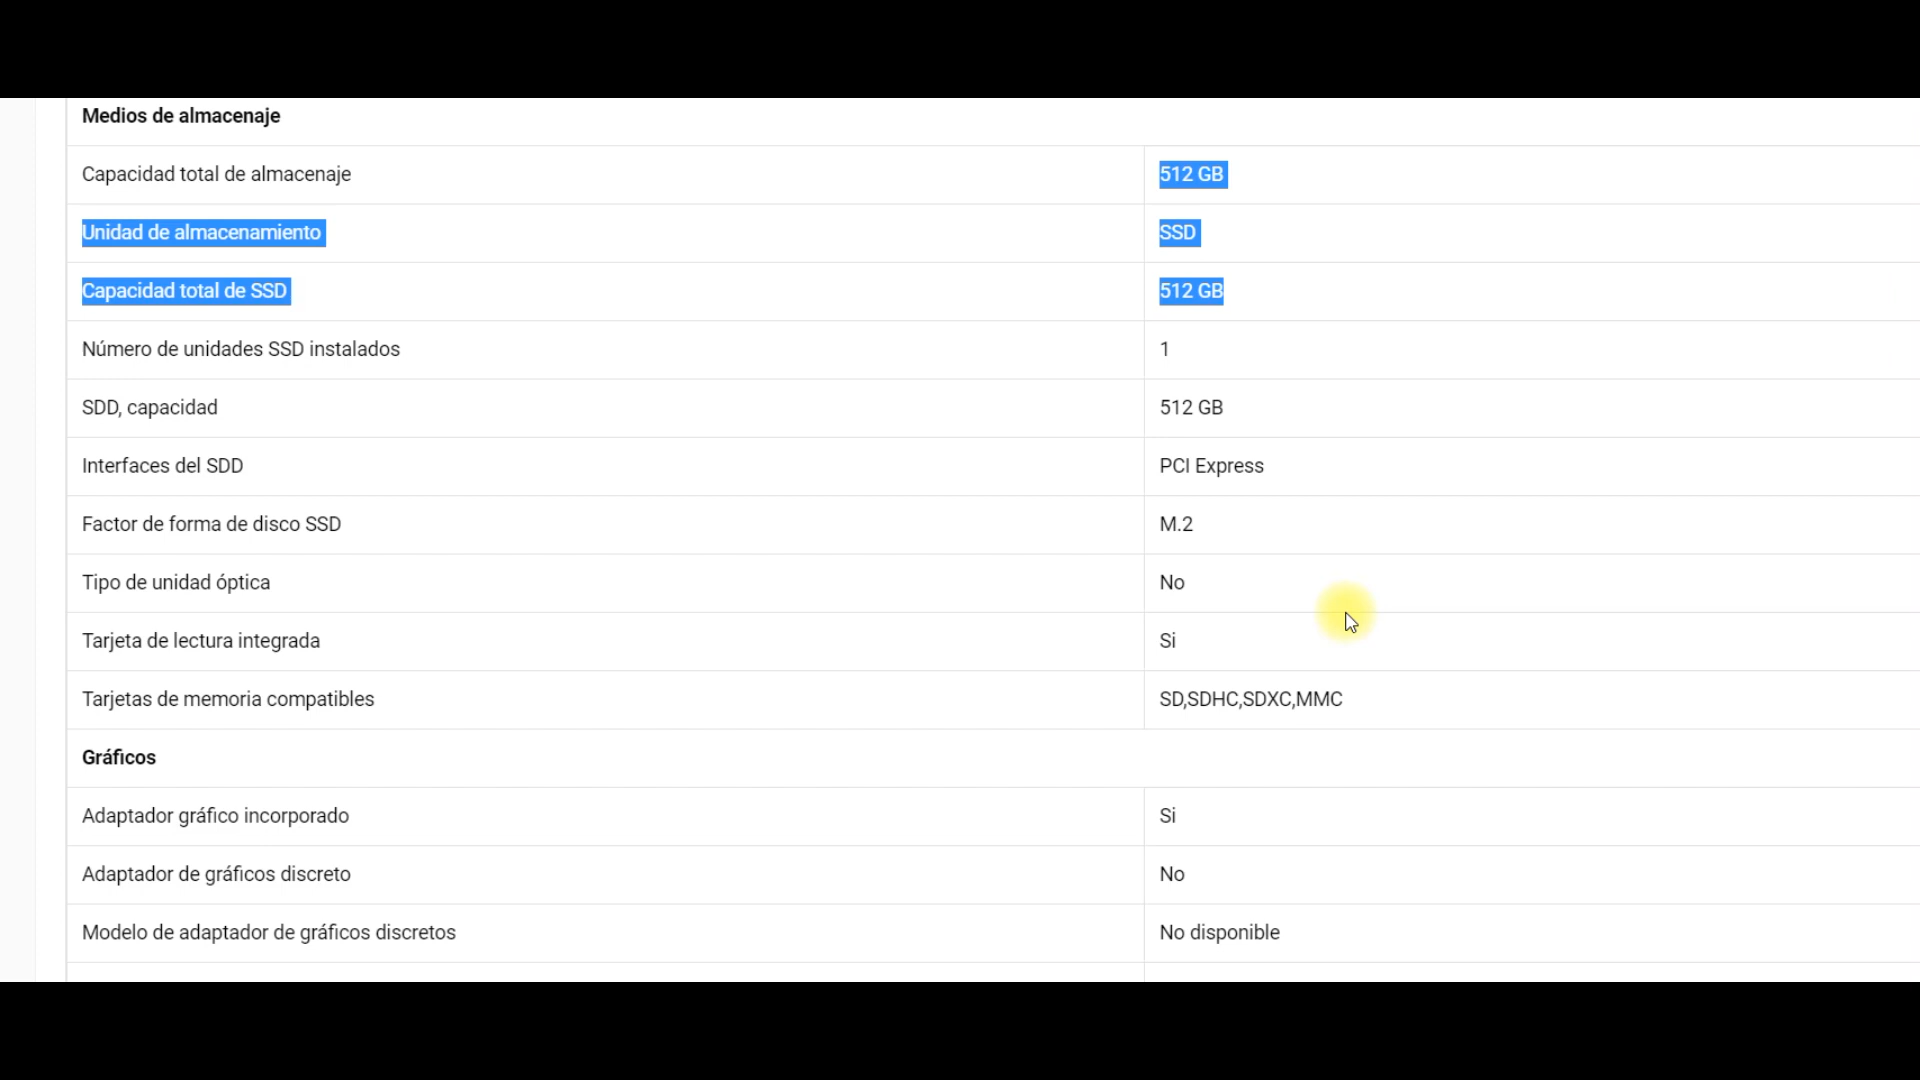 Medios de almacenaje
Capacidad total de almacenaje 512 GB
Unidad de almacenamiento SSD
Capacidad total de SSD 512 GB
Número de unidades SSD instalados 1
SDD, capacidad 512 GB
Interfaces del SDD PCI Express
Factor de forma de disco SSD M.2
Tipo de unidad óptica No
Tarjeta de lectura integrada Si
Tarjetas de memoria compatibles SD,SDHC,SDXC,MMC
Gráficos
Adaptador gráfico incorporado Si
Adaptador de gráficos discreto No
Modelo de adaptador de gráficos discretos No disponible